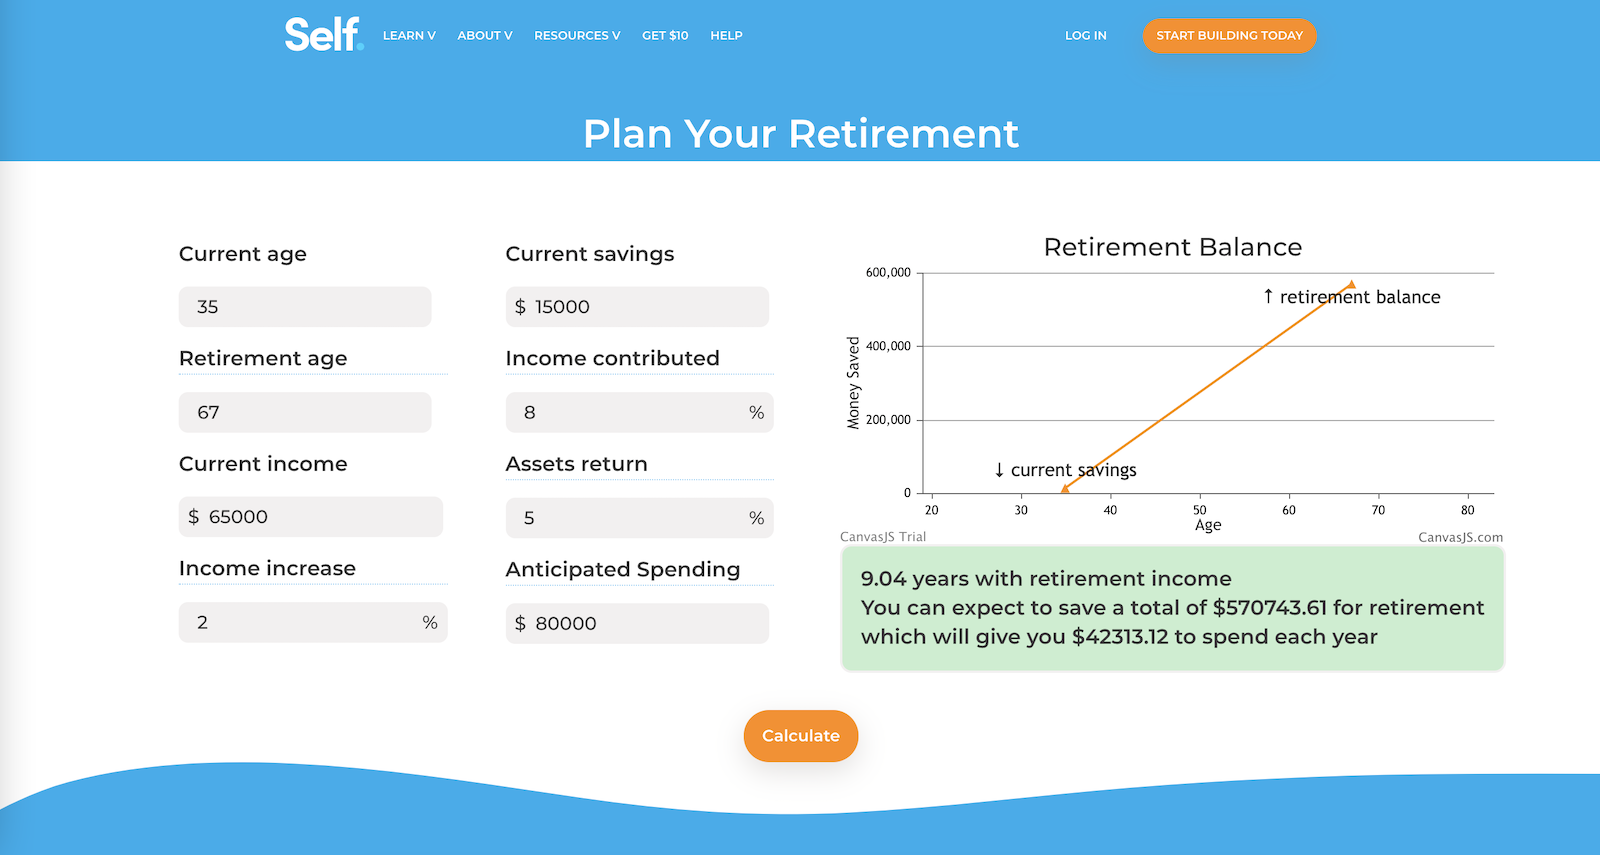 Self.
LEARN V ABOUT V RESOURCES V GET $10 HELP LOG IN START BUILDING TODAY
Plan Your Retirement
Current age
35
Retirement age
67
Current income
$ 65000
Income increase
2 %
Current savings
$ 15000
Income contributed
8 %
Assets return
5 %
Anticipated Spending
$ 80000
Retirement Balance
600,000
400,000
200,000
0
Money Saved
↑ retirement balance
↓ current savings
20 30 40 50 60 70 80
Age
CanvasJS Trial CanvasJS.com
9.04 years with retirement income
You can expect to save a total of $570743.61 for retirement
which will give you $42313.12 to spend each year
Calculate